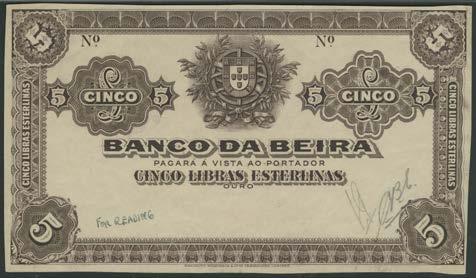 5 5
Nº Nº
5 CINCO 5 5 CINCO 5
BANCO DA BEIRA
PAGARÁ Á VISTA AO PORTADOR
CINCO LIBRAS ESTERLINAS
OURO
CINCO LIBRAS ESTERLINAS
CINCO LIBRAS ESTERLINAS
FOR READING
5 5